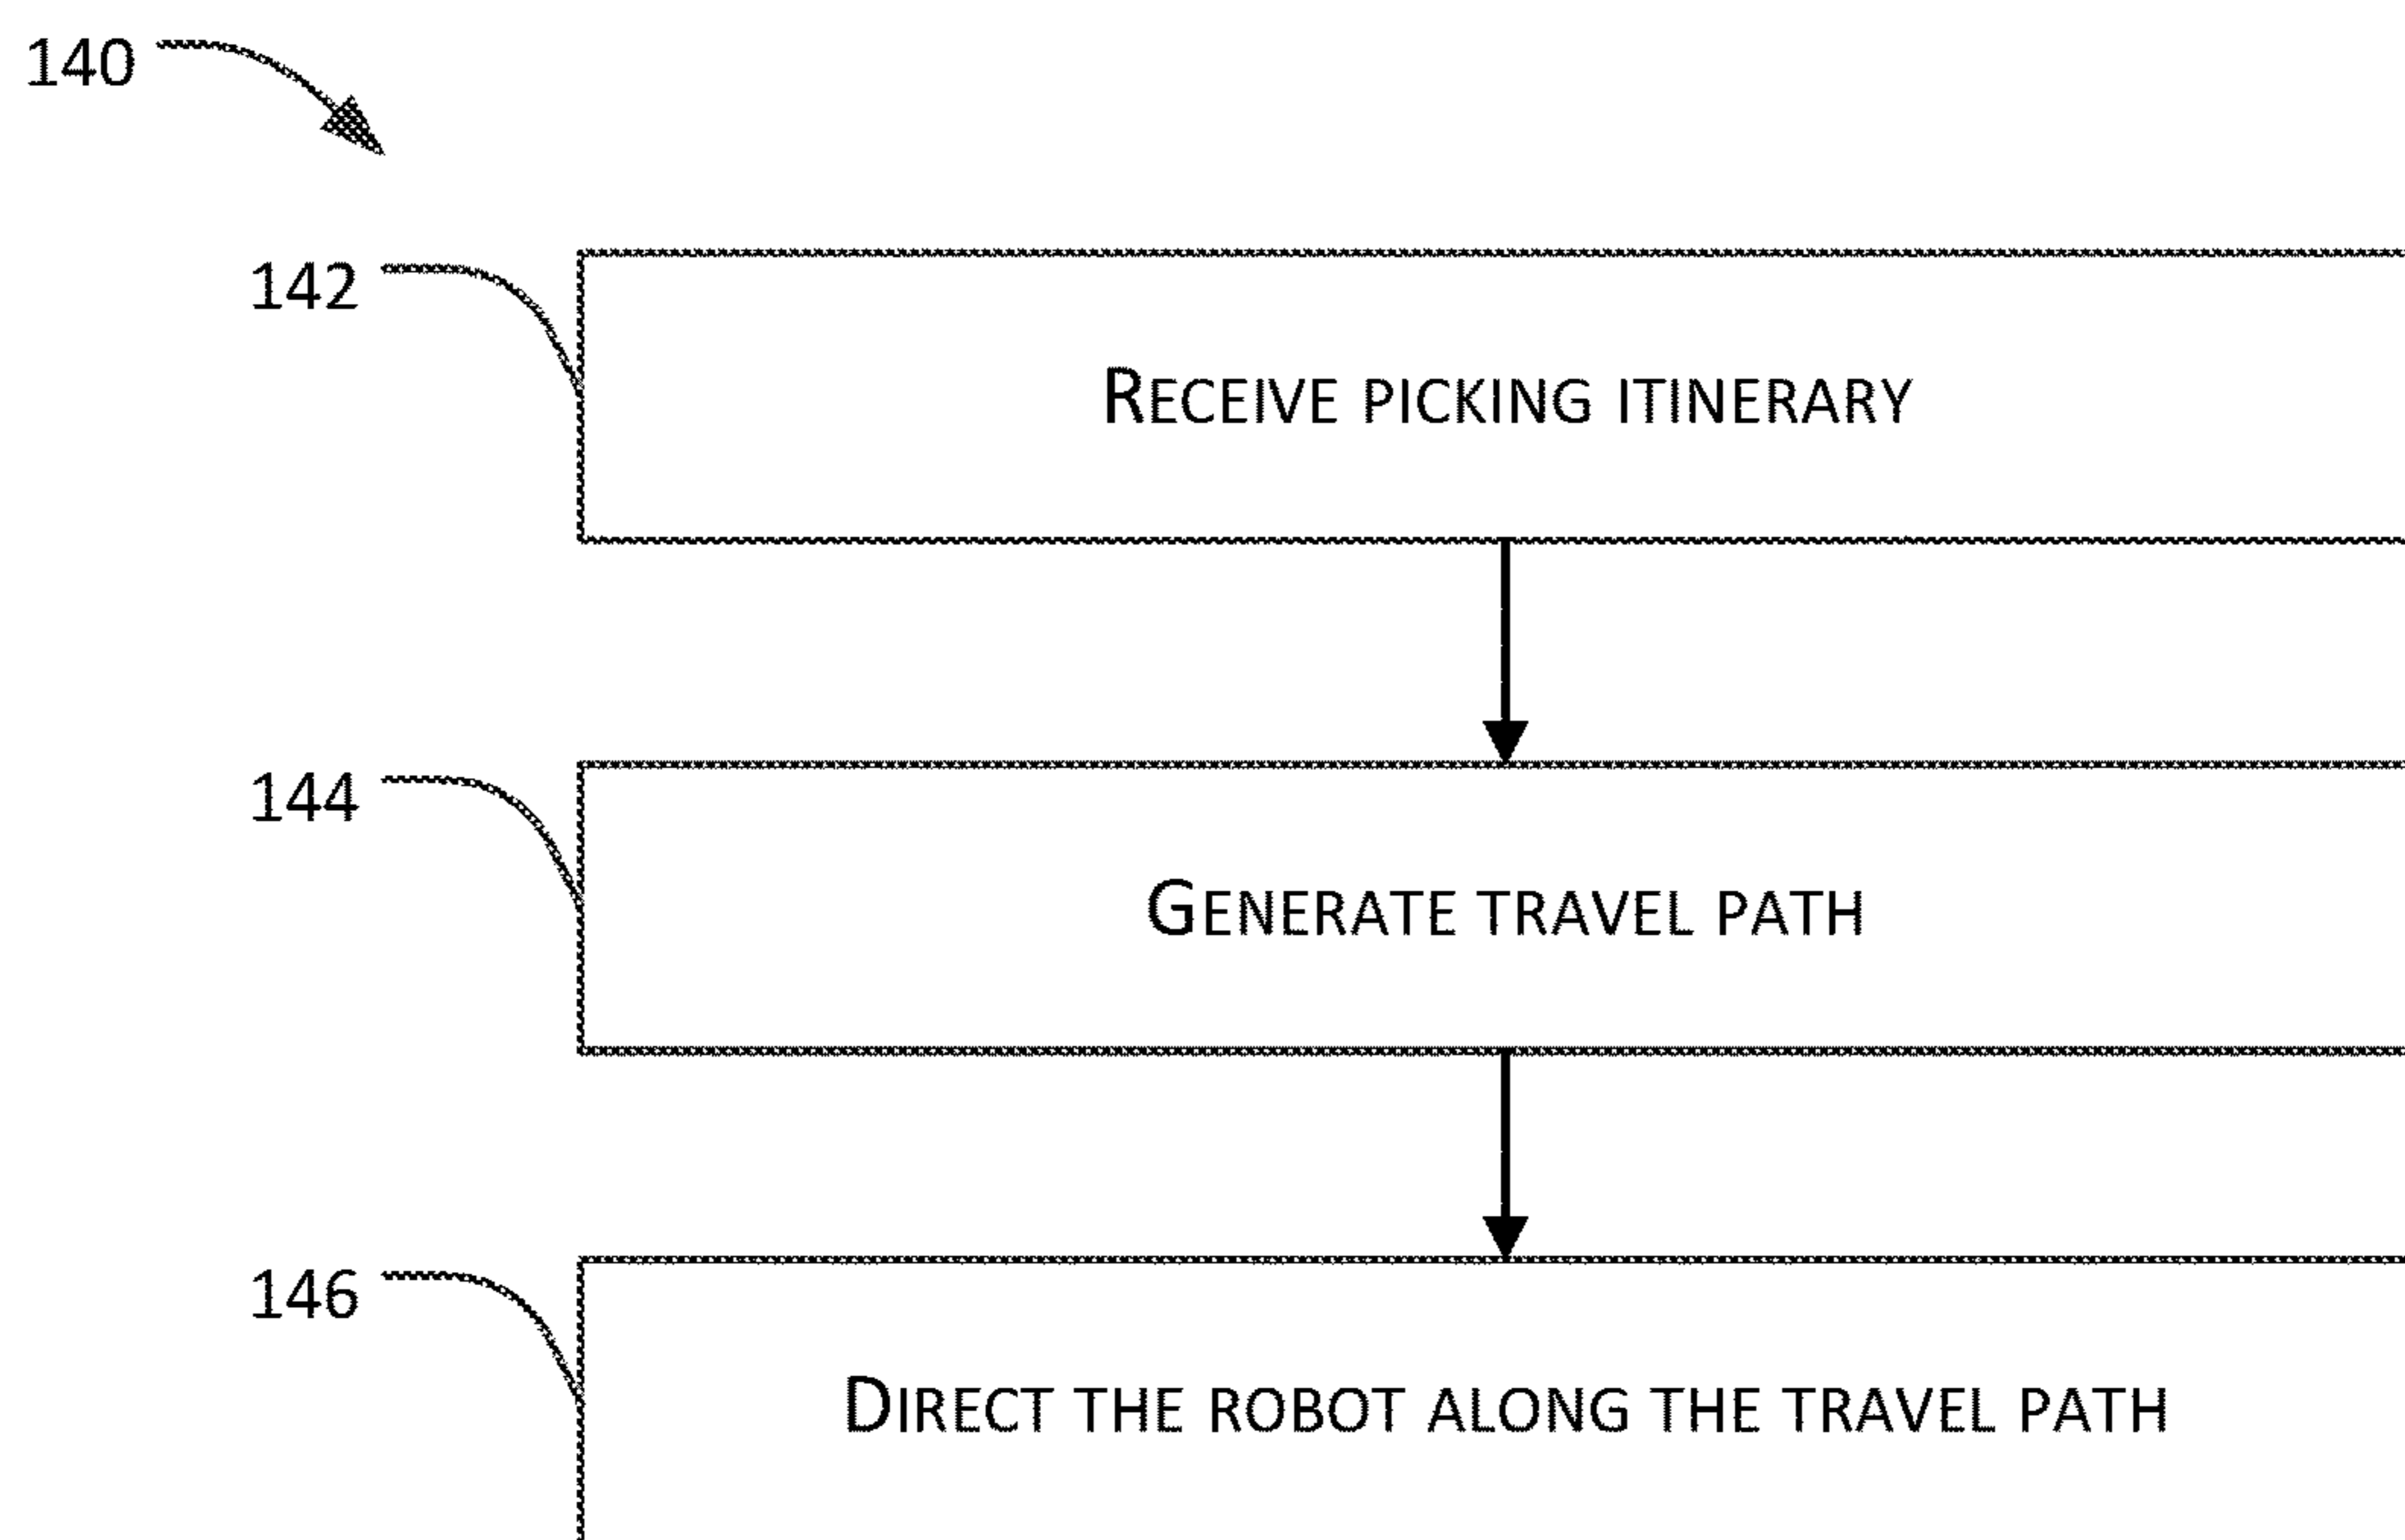 140
142
RECEIVE PICKING ITINERARY
144
GENERATE TRAVEL PATH
146
DIRECT THE ROBOT ALONG THE TRAVEL PATH